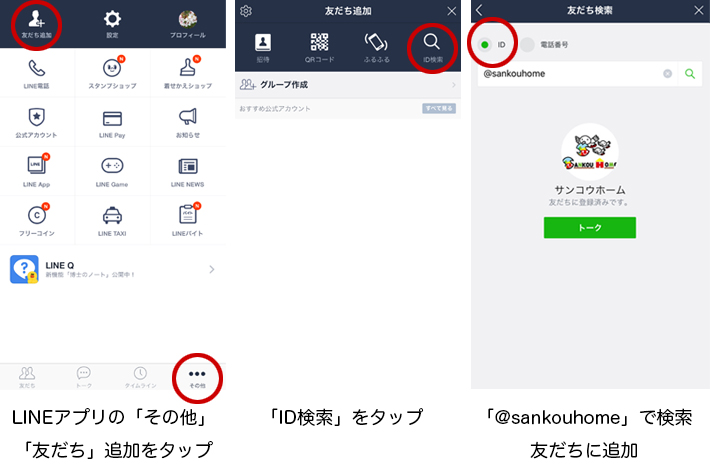 友だち追加
設定
プロフィール
LINE電話
スタンプショップ
着せかえショップ
公式アカウント
LINE Pay
お知らせ
LINE App
LINE Game
LINE NEWS
フリーコイン
LINE TAXI
LINEバイト
LINE Q
新機能「博士のノート」公開中！
友だち
トーク
タイムライン
その他
LINEアプリの「その他」
「友だち」追加をタップ
友だち追加
招待
QRコード
ふるふる
ID検索
グループ作成
おすすめ公式アカウント
すべて見る
「ID検索」をタップ
友だち検索
ID
電話番号
@sankouhome
SANKOU HOME
サンコウホーム
友だちに登録済みです。
トーク
「@sankouhome」で検索
友だちに追加